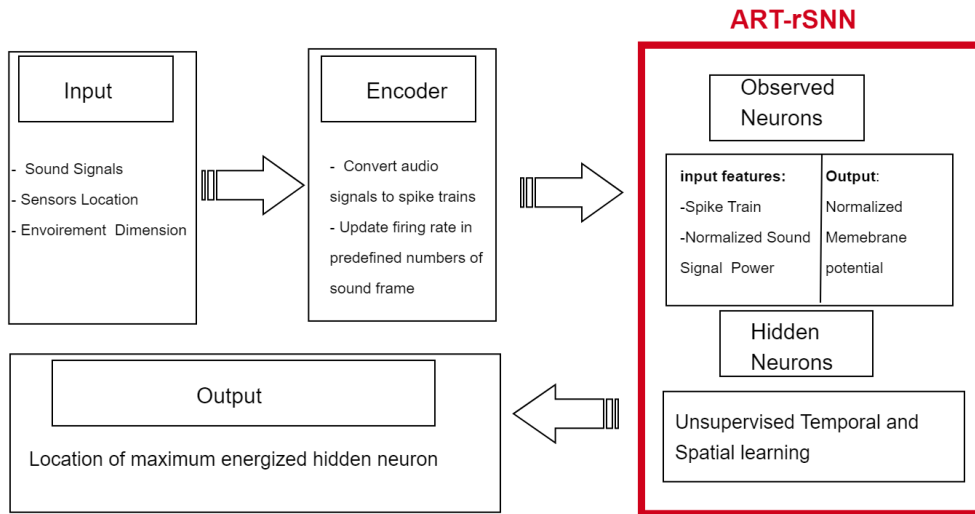 ART-rSNN
Input
- Sound Signals
- Sensors Location
- Envoirement Dimension
Encoder
- Convert audio
signals to spike trains
- Update firing rate in
predefined numbers of
sound frame
Observed
Neurons
input features:
-Spike Train
-Normalized Sound
Signal Power
Output:
Normalized
Memebrane
potential
Hidden
Neurons
Unsupervised Temporal and
Spatial learning
Output
Location of maximum energized hidden neuron